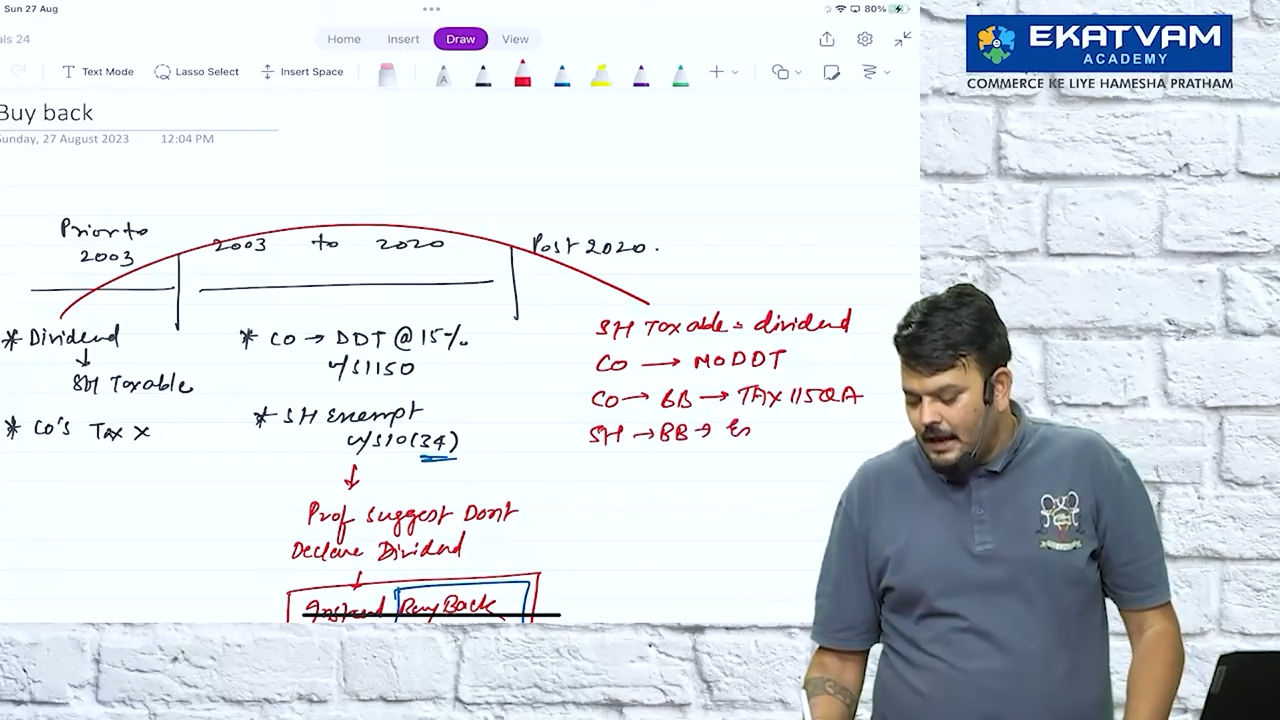 Sun 27 Aug
80%
als 24
Home Insert Draw View
Text Mode Lasso Select Insert Space
EKATVAM
ACADEMY
COMMERCE KE LIYE HAMESHA PRATHAM
Buy back
Sunday, 27 August 2023 12:04 PM
Prior to
2003
2003 to 2020
Post 2020.
* Dividend
↓
SH Taxable
* Co's Tax X
* CO → DDT @ 15%
u/s 115O
* SH Exempt
u/s 10(34)
↓
Prof Suggest Dont
Declare Dividend
↓
Instead Buy Back
SH Taxable = dividend
CO → NO DDT
CO → BB → TAX 115QA
SH → BB → Ex